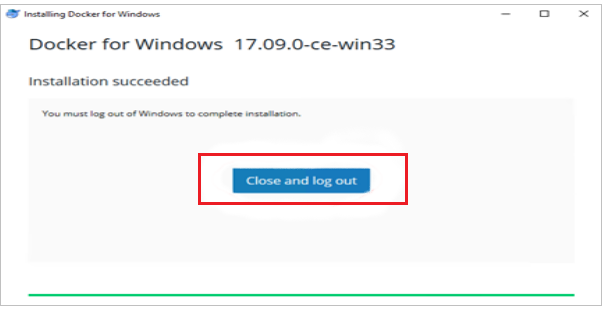 Installing Docker for Windows
Docker for Windows 17.09.0-ce-win33
Installation succeeded
You must log out of Windows to complete installation.
Close and log out